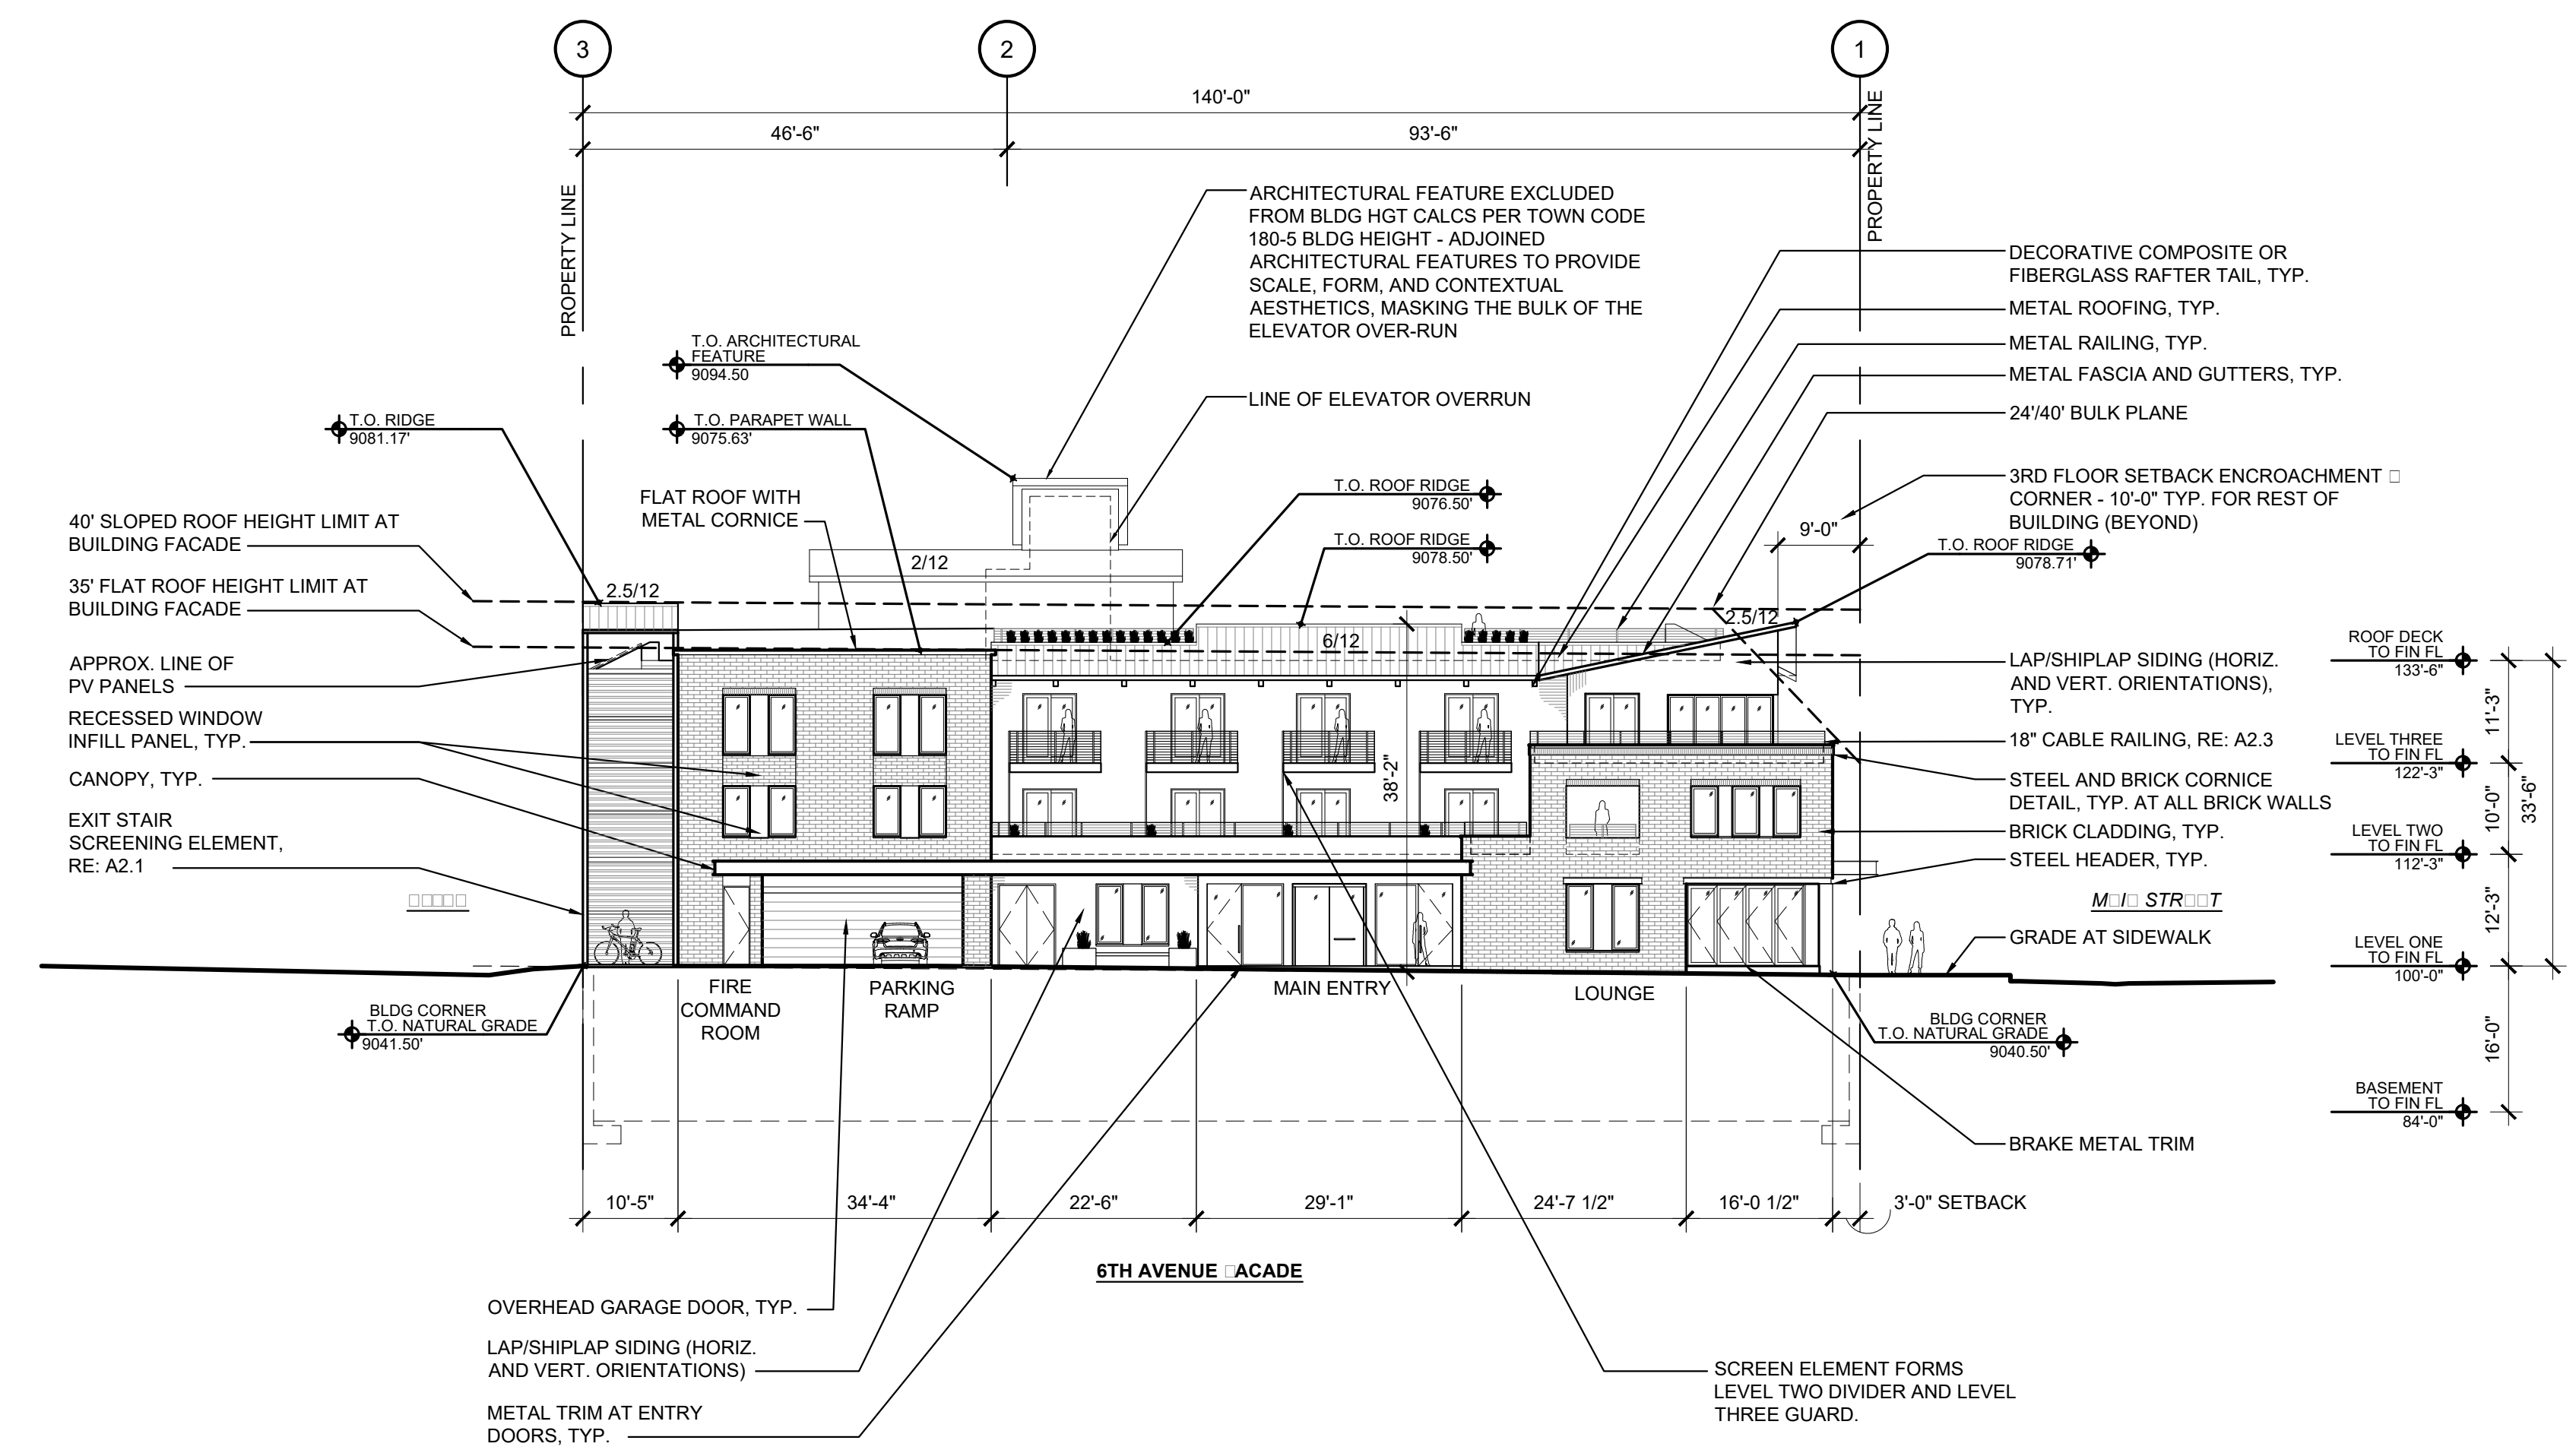 3
2
1
140'-0"
46'-6"
93'-6"
PROPERTY LINE
PROPERTY LINE
ARCHITECTURAL FEATURE EXCLUDED
FROM BLDG HGT CALCS PER TOWN CODE
180-5 BLDG HEIGHT - ADJOINED
ARCHITECTURAL FEATURES TO PROVIDE
SCALE, FORM, AND CONTEXTUAL
AESTHETICS, MASKING THE BULK OF THE
ELEVATOR OVER-RUN
LINE OF ELEVATOR OVERRUN
T.O. ARCHITECTURAL
FEATURE
9094.50
T.O. PARAPET WALL
9075.63'
T.O. RIDGE
9081.17'
FLAT ROOF WITH
METAL CORNICE
T.O. ROOF RIDGE
9076.50'
T.O. ROOF RIDGE
9078.50'
DECORATIVE COMPOSITE OR
FIBERGLASS RAFTER TAIL, TYP.
METAL ROOFING, TYP.
METAL RAILING, TYP.
METAL FASCIA AND GUTTERS, TYP.
24'/40' BULK PLANE
3RD FLOOR SETBACK ENCROACHMENT
CORNER - 10'-0" TYP. FOR REST OF
BUILDING (BEYOND)
9'-0"
T.O. ROOF RIDGE
9078.71'
40' SLOPED ROOF HEIGHT LIMIT AT
BUILDING FACADE
35' FLAT ROOF HEIGHT LIMIT AT
BUILDING FACADE
APPROX. LINE OF
PV PANELS
RECESSED WINDOW
INFILL PANEL, TYP.
CANOPY, TYP.
EXIT STAIR
SCREENING ELEMENT,
RE: A2.1
2.5/12
2/12
6/12
2.5/12
38'-2"
LAP/SHIPLAP SIDING (HORIZ.
AND VERT. ORIENTATIONS),
TYP.
18" CABLE RAILING, RE: A2.3
STEEL AND BRICK CORNICE
DETAIL, TYP. AT ALL BRICK WALLS
BRICK CLADDING, TYP.
STEEL HEADER, TYP.
GRADE AT SIDEWALK
ROOF DECK
TO FIN FL
133'-6"
LEVEL THREE
TO FIN FL
122'-3"
LEVEL TWO
TO FIN FL
112'-3"
LEVEL ONE
TO FIN FL
100'-0"
BASEMENT
TO FIN FL
84'-0"
11'-3"
10'-0"
12'-3"
16'-0"
33'-6"
BLDG CORNER
T.O. NATURAL GRADE
9041.50'
FIRE
COMMAND
ROOM
PARKING
RAMP
MAIN ENTRY
LOUNGE
BLDG CORNER
T.O. NATURAL GRADE
9040.50'
BRAKE METAL TRIM
10'-5"
34'-4"
22'-6"
29'-1"
24'-7 1/2"
16'-0 1/2"
3'-0" SETBACK
6TH AVENUE
OVERHEAD GARAGE DOOR, TYP.
LAP/SHIPLAP SIDING (HORIZ.
AND VERT. ORIENTATIONS)
METAL TRIM AT ENTRY
DOORS, TYP.
SCREEN ELEMENT FORMS
LEVEL TWO DIVIDER AND LEVEL
THREE GUARD.